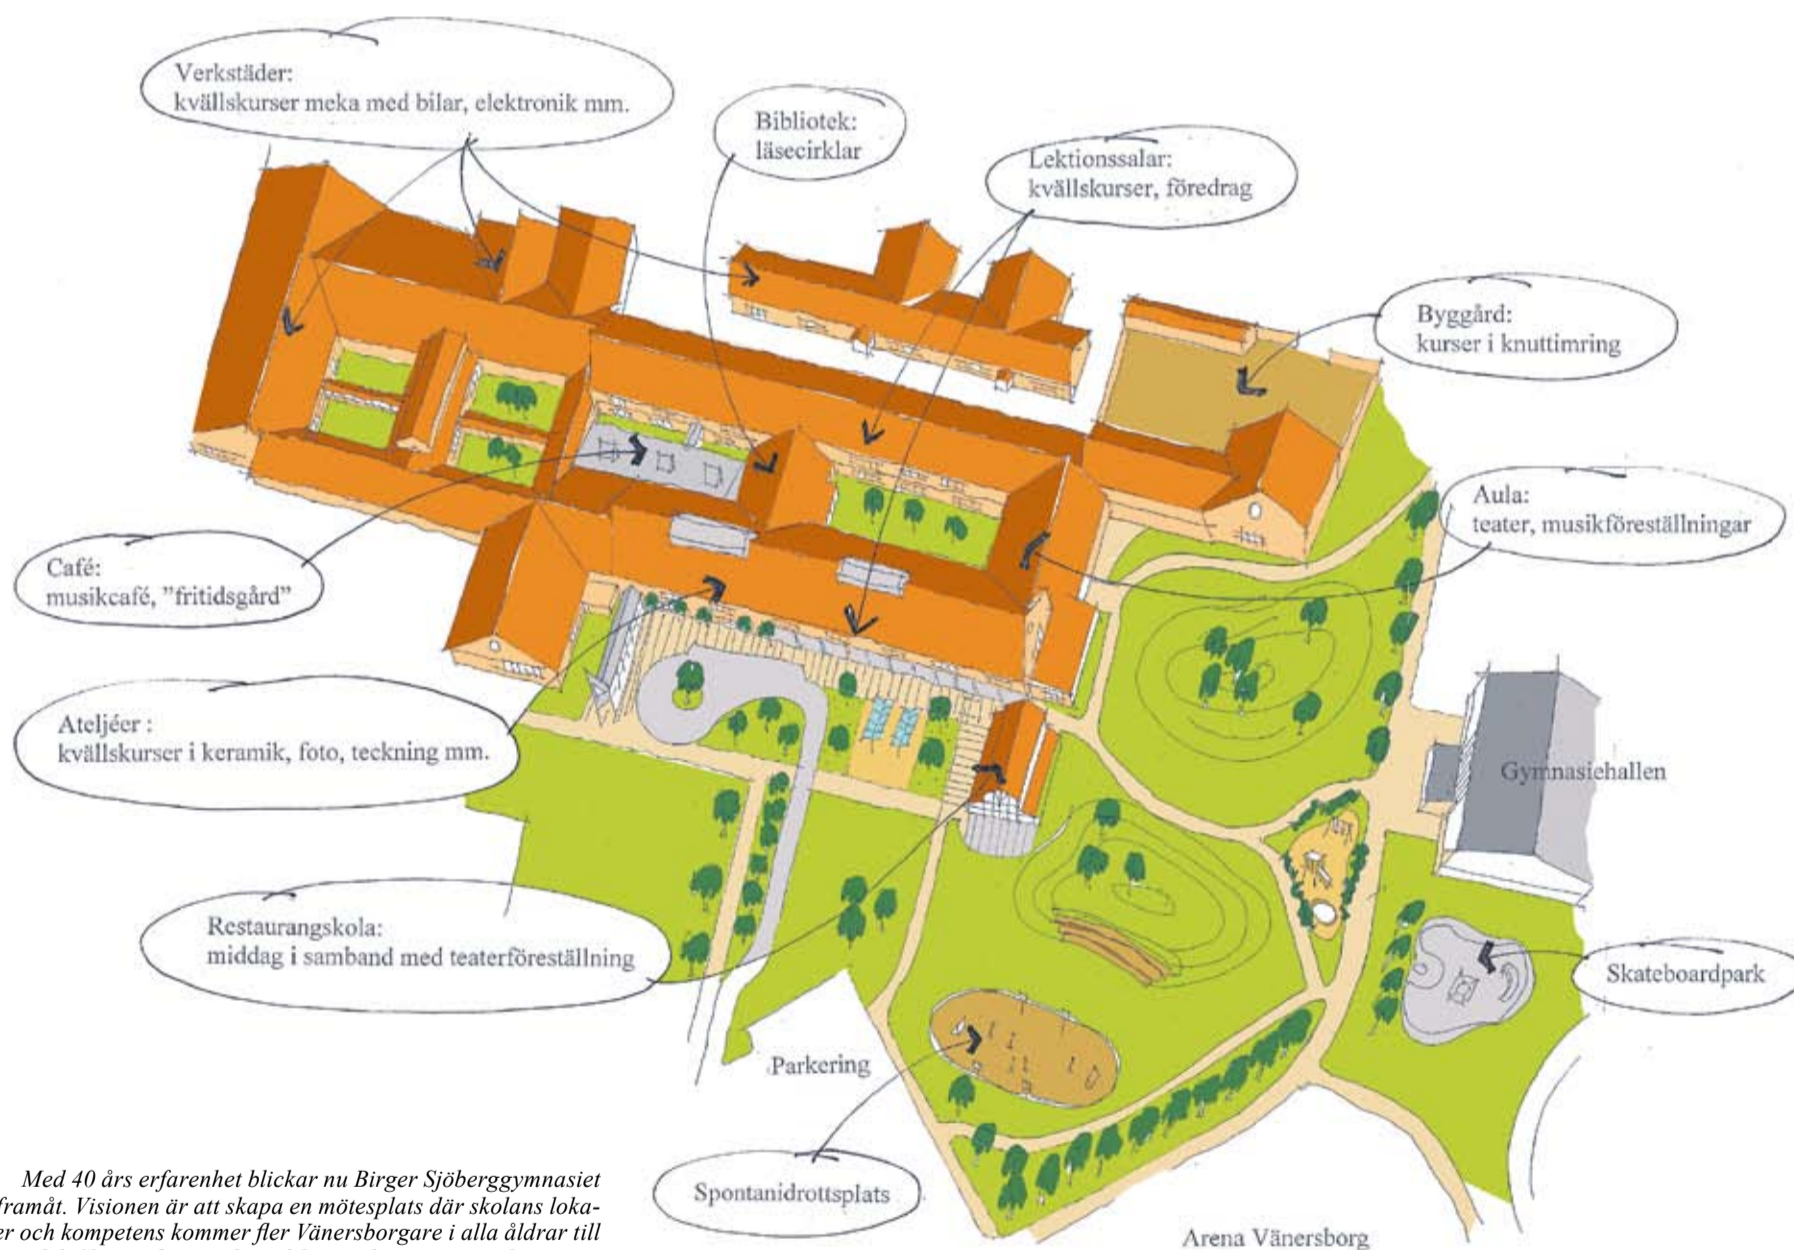 Verkstäder:
kvällskurser meka med bilar, elektronik mm.
Bibliotek:
läsecirklar
Lektionssalar:
kvällskurser, föredrag
Byggård:
kurser i knuttimring
Aula:
teater, musikföreställningar
Café:
musikcafé, ”fritidsgård”
Ateljéer :
kvällskurser i keramik, foto, teckning mm.
Gymnasiehallen
Restaurangskola:
middag i samband med teaterföreställning
Skateboardpark
Parkering
Spontanidrottsplats
Arena Vänersborg
Med 40 års erfarenhet blickar nu Birger Sjöberggymnasiet
framåt. Visionen är att skapa en mötesplats där skolans loka-
er och kompetens kommer fler Vänersborgare i alla åldrar till